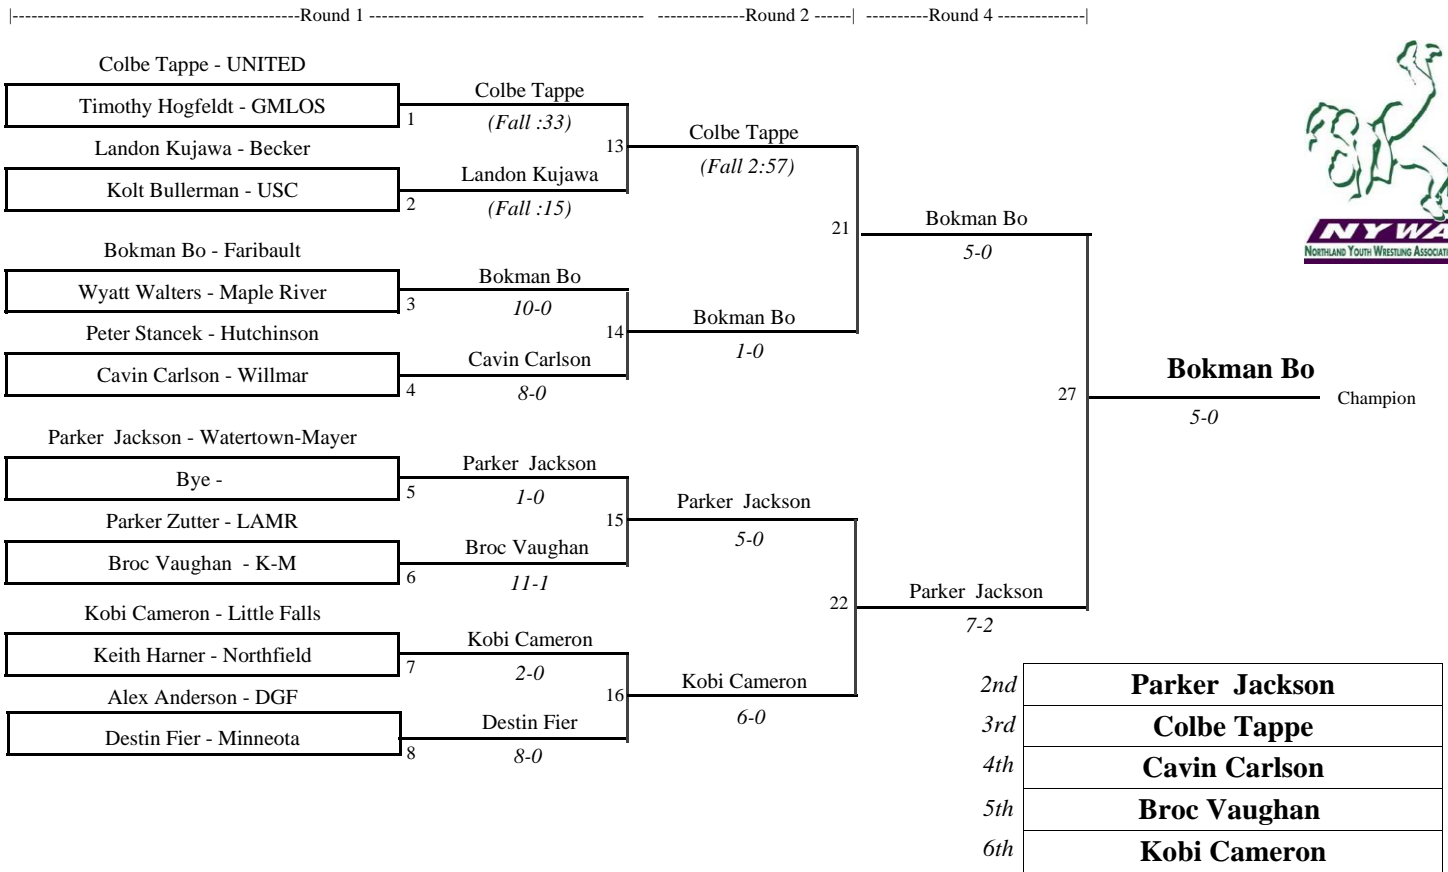 |------------------------------------------Round 1 ----------------------------------------
-------------Round 2 ------|
----------Round 4 -------------|
Colbe Tappe - UNITED
Timothy Hogfeldt - GMLOS
1
Colbe Tappe
(Fall :33)
Landon Kujawa - Becker
Kolt Bullerman - USC
2
Landon Kujawa
(Fall :15)
13
Colbe Tappe
(Fall 2:57)
Bokman Bo - Faribault
Wyatt Walters - Maple River
3
Bokman Bo
10-0
Peter Stancek - Hutchinson
Cavin Carlson - Willmar
4
Cavin Carlson
8-0
14
Bokman Bo
1-0
21
Bokman Bo
5-0
Parker  Jackson - Watertown-Mayer
Bye -
5
Parker  Jackson
1-0
Parker Zutter - LAMR
Broc Vaughan  - K-M
6
Broc Vaughan
11-1
15
Parker  Jackson
5-0
Kobi Cameron - Little Falls
Keith Harner - Northfield
7
Kobi Cameron
2-0
Alex Anderson - DGF
Destin Fier - Minneota
8
Destin Fier
8-0
16
Kobi Cameron
6-0
22
Parker  Jackson
7-2
27
Bokman Bo
5-0
Champion
NYWA
NORTHLAND YOUTH WRESTLING
2nd Parker  Jackson
3rd Colbe Tappe
4th Cavin Carlson
5th Broc Vaughan
6th Kobi Cameron